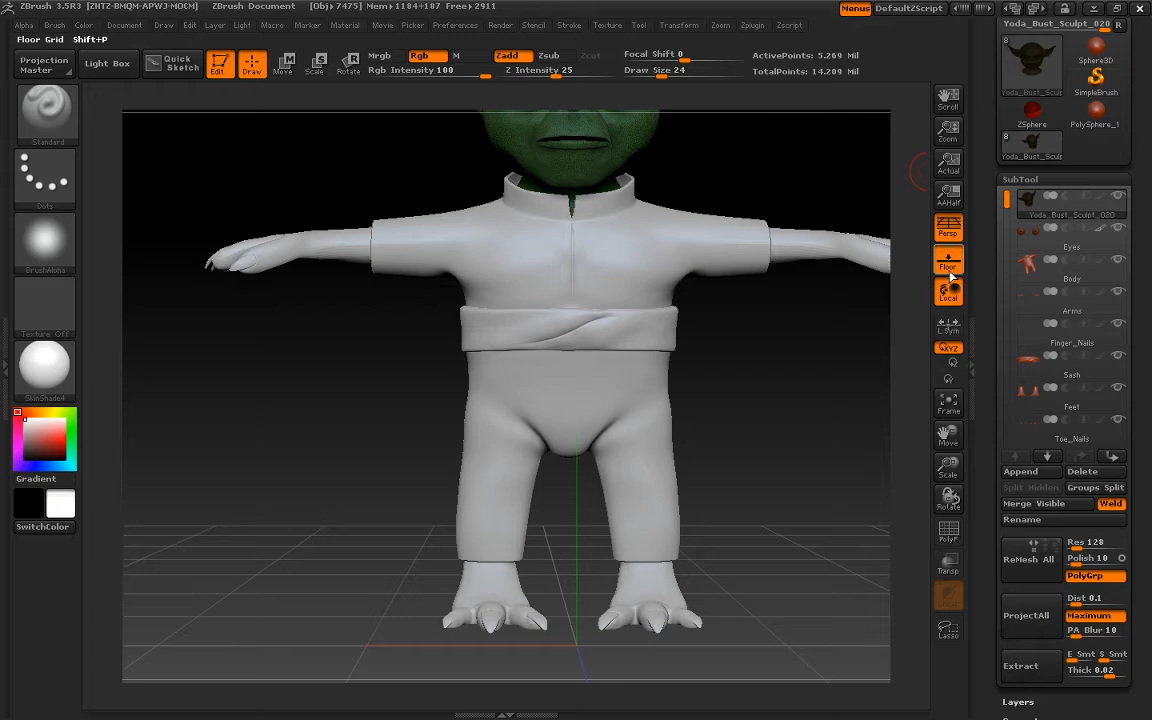 ZBrush 3.5R3 [ZHTZ-BMQM-APWJ-MOCM] ZBrush Document [Obj>7475] Mem>1184+187 Free>2911 Menus DefaultZScript
Alpha Brush Color Document Draw Edit Layer Light Macro Marker Material Movie Picker Preferences Render Stencil Stroke Texture Tool Transform Zplugin Zscript
Floor Grid Shift+P
Projection Master
Light Box
Quick Sketch
Edit
Draw
Move
Scale
Rotate
Mrgb Rgb M
Rgb Intensity 100
Zadd Zsub Zcut
Z Intensity 25
Focal Shift 0
Draw Size 24
ActivePoints: 5.269 Mil
TotalPoints: 14.209 Mil
Standard
Dots
BrushAlpha
Texture Off
SkinShade4
Gradient
SwitchColor
Scroll
Zoom
Actual
AAHalf
Persp
Floor
Local
L.Sym
XYZ
Frame
Move
Scale
Rotate
PolyF
Transp
Lasso
Yoda_Bust_Sculpt_020 R
8
Yoda_Bust_Sculpt
Sphere3D
SimpleBrush
ZSphere
PolySphere_1
8
Yoda_Bust_Sculpt
SubTool
Yoda_Bust_Sculpt_020
Eyes
Body
Arms
Finger_Nails
Sash
Feet
Toe_Nails
Append Delete
Split Hidden Groups Split
Merge Visible Weld
Rename
ReMesh All
Res 128
Polish 10
PolyGrp
ProjectAll
Dist 0.1
Maximum
PA Blur 10
Extract
E Smt S Smt
Thick 0.02
Layers